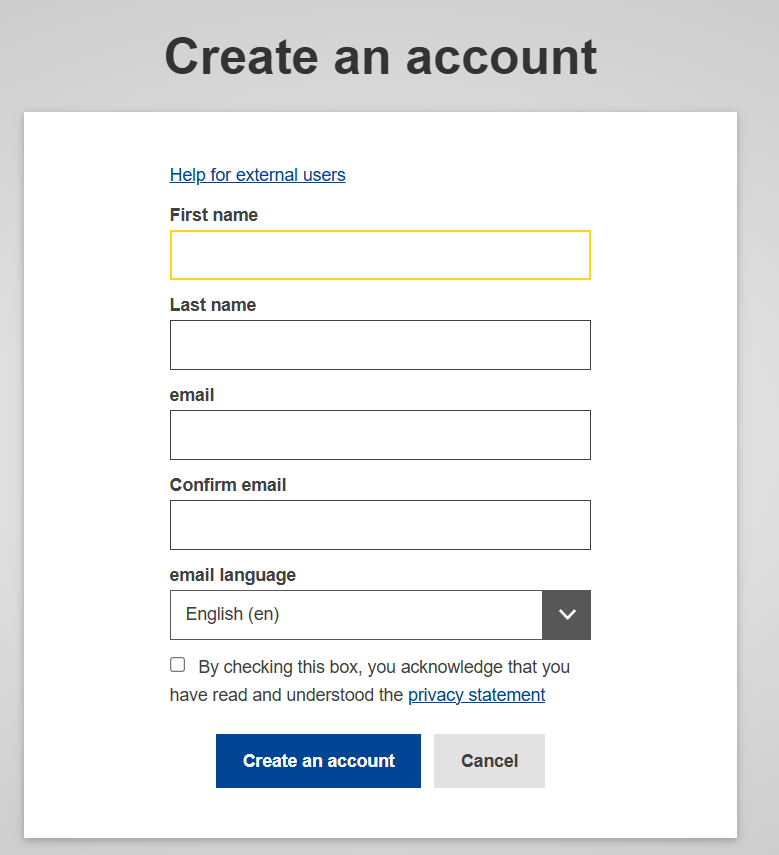 Create an account
Help for external users
First name
Last name
email
Confirm email
email language
English (en)
By checking this box, you acknowledge that you
have read and understood the privacy statement
Create an account
Cancel